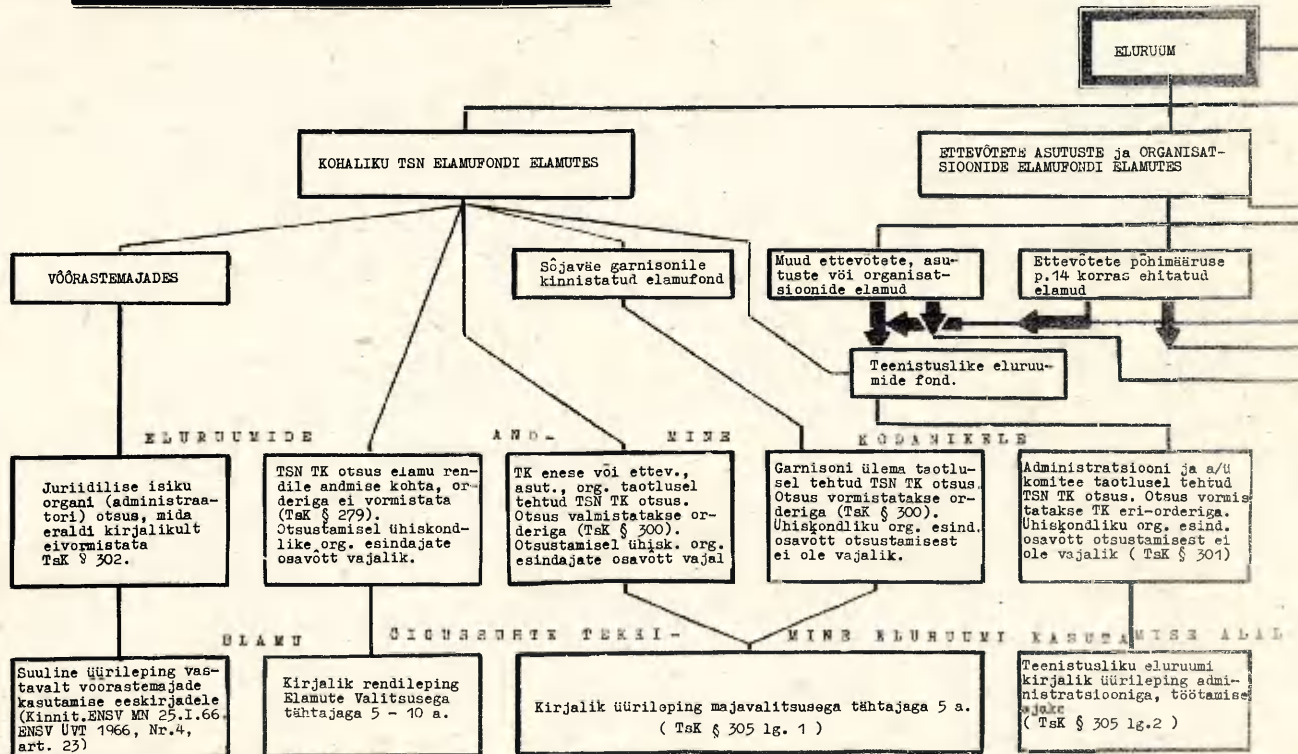 ELURUUM
KOHALIKU TSN ELAMUFONDI ELAMUTES
ETTEVÕTETE ASUTUSTE ja ORGANISAT-
SIOONIDE ELAMUFONDI ELAMUTES
VÕÕRASTEMAJADES
Sõjaväe garnisonile
kinnistatud elamufond
Muud ettevõtete, asu-
tuste või organisat-
sioonide elamud
Ettevõtete põhimääruse
p.14 korras ehitatud
elamud
Teenistuslike eluruu-
mide fond.
ELURUUMIDE AND- MINE KODANIKELE
Juriidilise isiku
organi (administraa-
tori) otsus, mida
eraldi kirjalikult
eivormistata
TsK § 302.
TSN TK otsus elamu ren-
dile andmise kohta, or-
deriga ei vormistata
(TsK § 279).
Otsustamisel ühiskond-
like org. esindajate
osavõtt vajalik.
TK enese või ettev.,
asut., org. taotlusel
tehtud TSN TK otsus.
Otsus valmistatakse or-
deriga (TsK § 300).
Otsustamisel ühisk. org.
esindajate osavõtt vajal
Garnisoni ülema taotlu-
sel tehtud TSN TK otsus.
Otsus vormistatakse or-
deriga (TsK § 300).
Ühiskondliku org. esind.
osavõtt otsustamisest
ei ole vajalik.
Administratsiooni ja a/ü
komitee taotlusel tehtud
TSN TK otsus. Otsus vormis
tatakse TK eri-orderiga.
Ühiskondliku org. esind.
osavõtt otsustamisest ei
ole vajalik ( TsK § 301)
ELAMU ÕIGUSSUHTE TEKKI- MINE ELURUUMI KASUTAMISE ALAL
Suuline üürileping vas-
tavalt võõrastemajade
kasutamise eeskirjadele
(Kinnit.ENSV MN 25.I.66.
ENSV ÜVT 1966, Nr.4,
art. 23)
Kirjalik rendileping
Elamute Valitsusega
tähtajaga 5 - 10 a.
Kirjalik üürileping majavalitsusega tähtajaga 5 a.
( TsK § 305 lg. 1 )
Teenistusliku eluruumi
kirjalik üürileping admi-
nistratsiooniga, töötamise
ajaks
( TsK § 305 lg.2 )